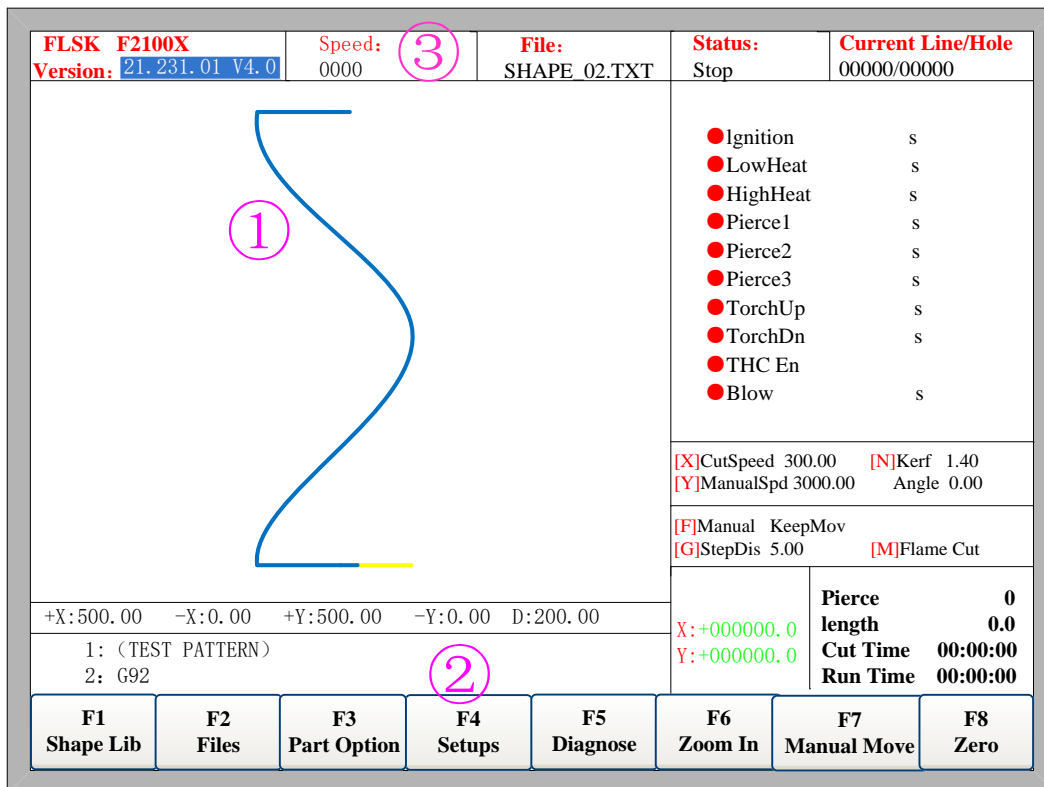 FLSK F2100X
Version: 21.231.01 V4.0
Speed:
0000
③
File:
SHAPE_02.TXT
Status:
Stop
Current Line/Hole
00000/00000
①
Ignition s
LowHeat s
HighHeat s
Pierce1 s
Pierce2 s
Pierce3 s
TorchUp s
TorchDn s
THC En
Blow s
[X]CutSpeed 300.00 [N]Kerf 1.40
[Y]ManualSpd 3000.00 Angle 0.00
[F]Manual KeepMov
[G]StepDis 5.00 [M]Flame Cut
+X:500.00 -X:0.00 +Y:500.00 -Y:0.00 D:200.00
1: (TEST PATTERN)
2: G92
②
X:+000000.0
Y:+000000.0
Pierce 0
length 0.0
Cut Time 00:00:00
Run Time 00:00:00
F1
Shape Lib
F2
Files
F3
Part Option
F4
Setups
F5
Diagnose
F6
Zoom In
F7
Manual Move
F8
Zero